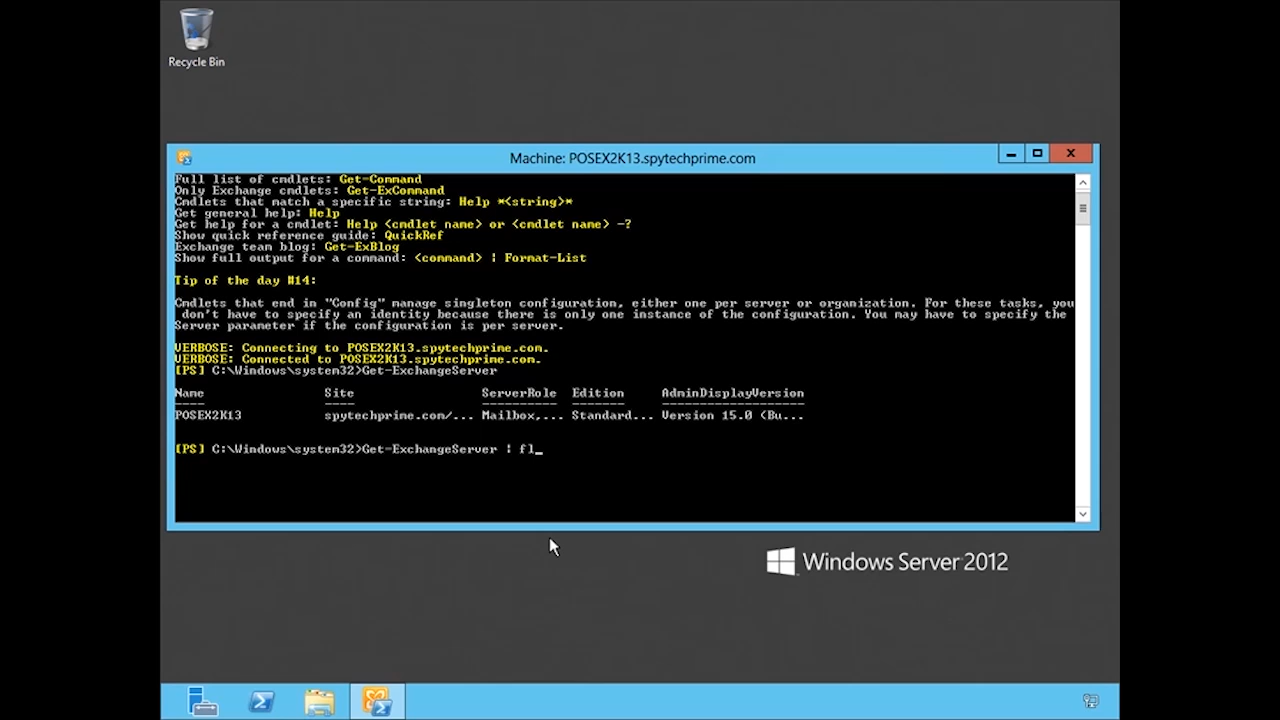 Recycle Bin
Machine: POSEX2K13.spytechprime.com
Full list of cmdlets: Get-Command
Only Exchange cmdlets: Get-ExCommand
Cmdlets that match a specific string: Help *<string>*
Get general help: Help
Get help for a cmdlet: Help <cmdlet name> or <cmdlet name> -?
Show quick reference guide: QuickRef
Exchange team blog: Get-ExBlog
Show full output for a command: <command> | Format-List
Tip of the day #14:
Cmdlets that end in "Config" manage singleton configuration, either one per server or organization. For these tasks, you
don't have to specify an identity because there is only one instance of the configuration. You may have to specify the
Server parameter if the configuration is per server.
VERBOSE: Connecting to POSEX2K13.spytechprime.com.
VERBOSE: Connected to POSEX2K13.spytechprime.com.
[PS] C:\Windows\system32>Get-ExchangeServer
Name Site ServerRole Edition AdminDisplayVersion
---- ---- ---------- ------- -------------------
POSEX2K13 spytechprime.com/... Mailbox,... Standard... Version 15.0 (Bu...
[PS] C:\Windows\system32>Get-ExchangeServer | fl_
Windows Server 2012